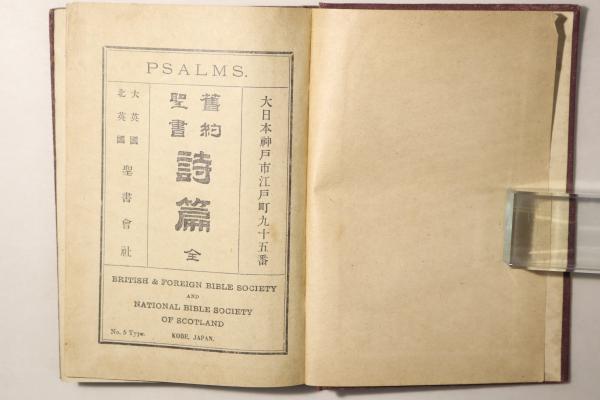 PSALMS.
大日本神戸市江戸町九十五番
舊約
聖書
詩篇
全
大英國
北英國
聖書會社
BRITISH & FOREIGN BIBLE SOCIETY
AND
NATIONAL BIBLE SOCIETY
OF SCOTLAND
No. 5 Type.
KOBE, JAPAN.